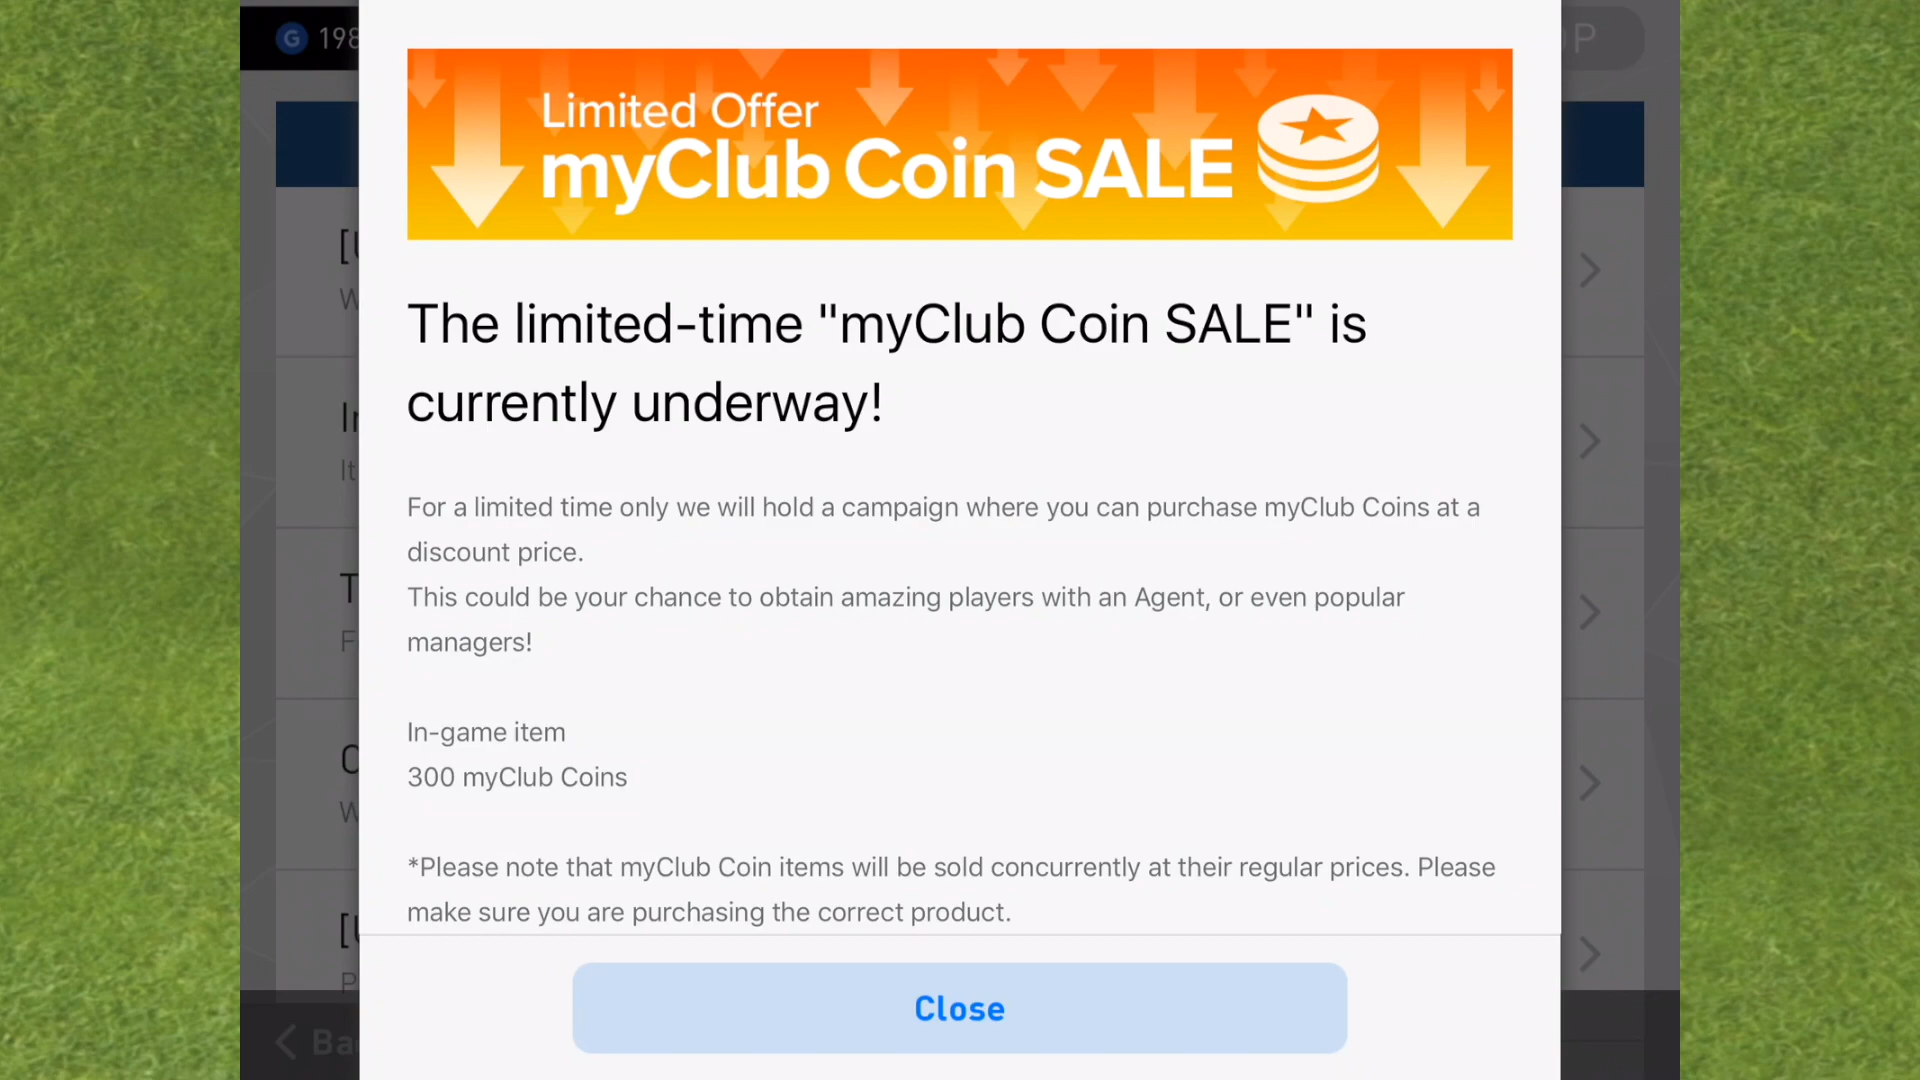 G 198
P
Limited Offer
myClub Coin SALE
The limited-time "myClub Coin SALE" is
currently underway!
For a limited time only we will hold a campaign where you can purchase myClub Coins at a
discount price.
This could be your chance to obtain amazing players with an Agent, or even popular
managers!
In-game item
300 myClub Coins
*Please note that myClub Coin items will be sold concurrently at their regular prices. Please
make sure you are purchasing the correct product.
Close